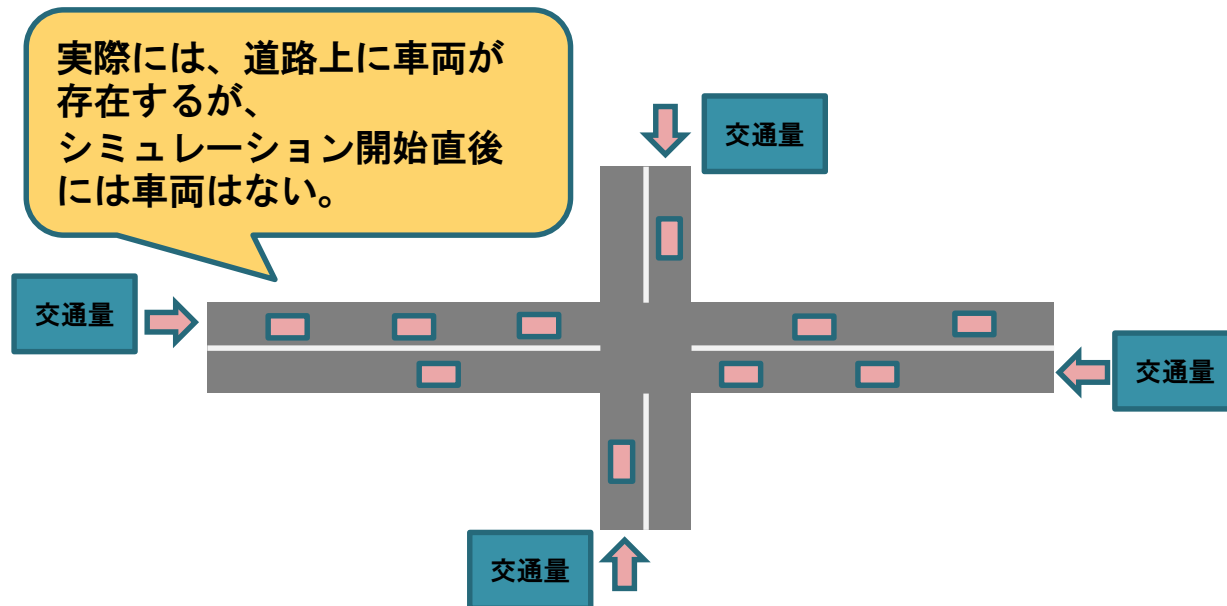 実際には、道路上に車両が
存在するが、
シミュレーション開始直後
には車両はない。
交通量
交通量
交通量
交通量